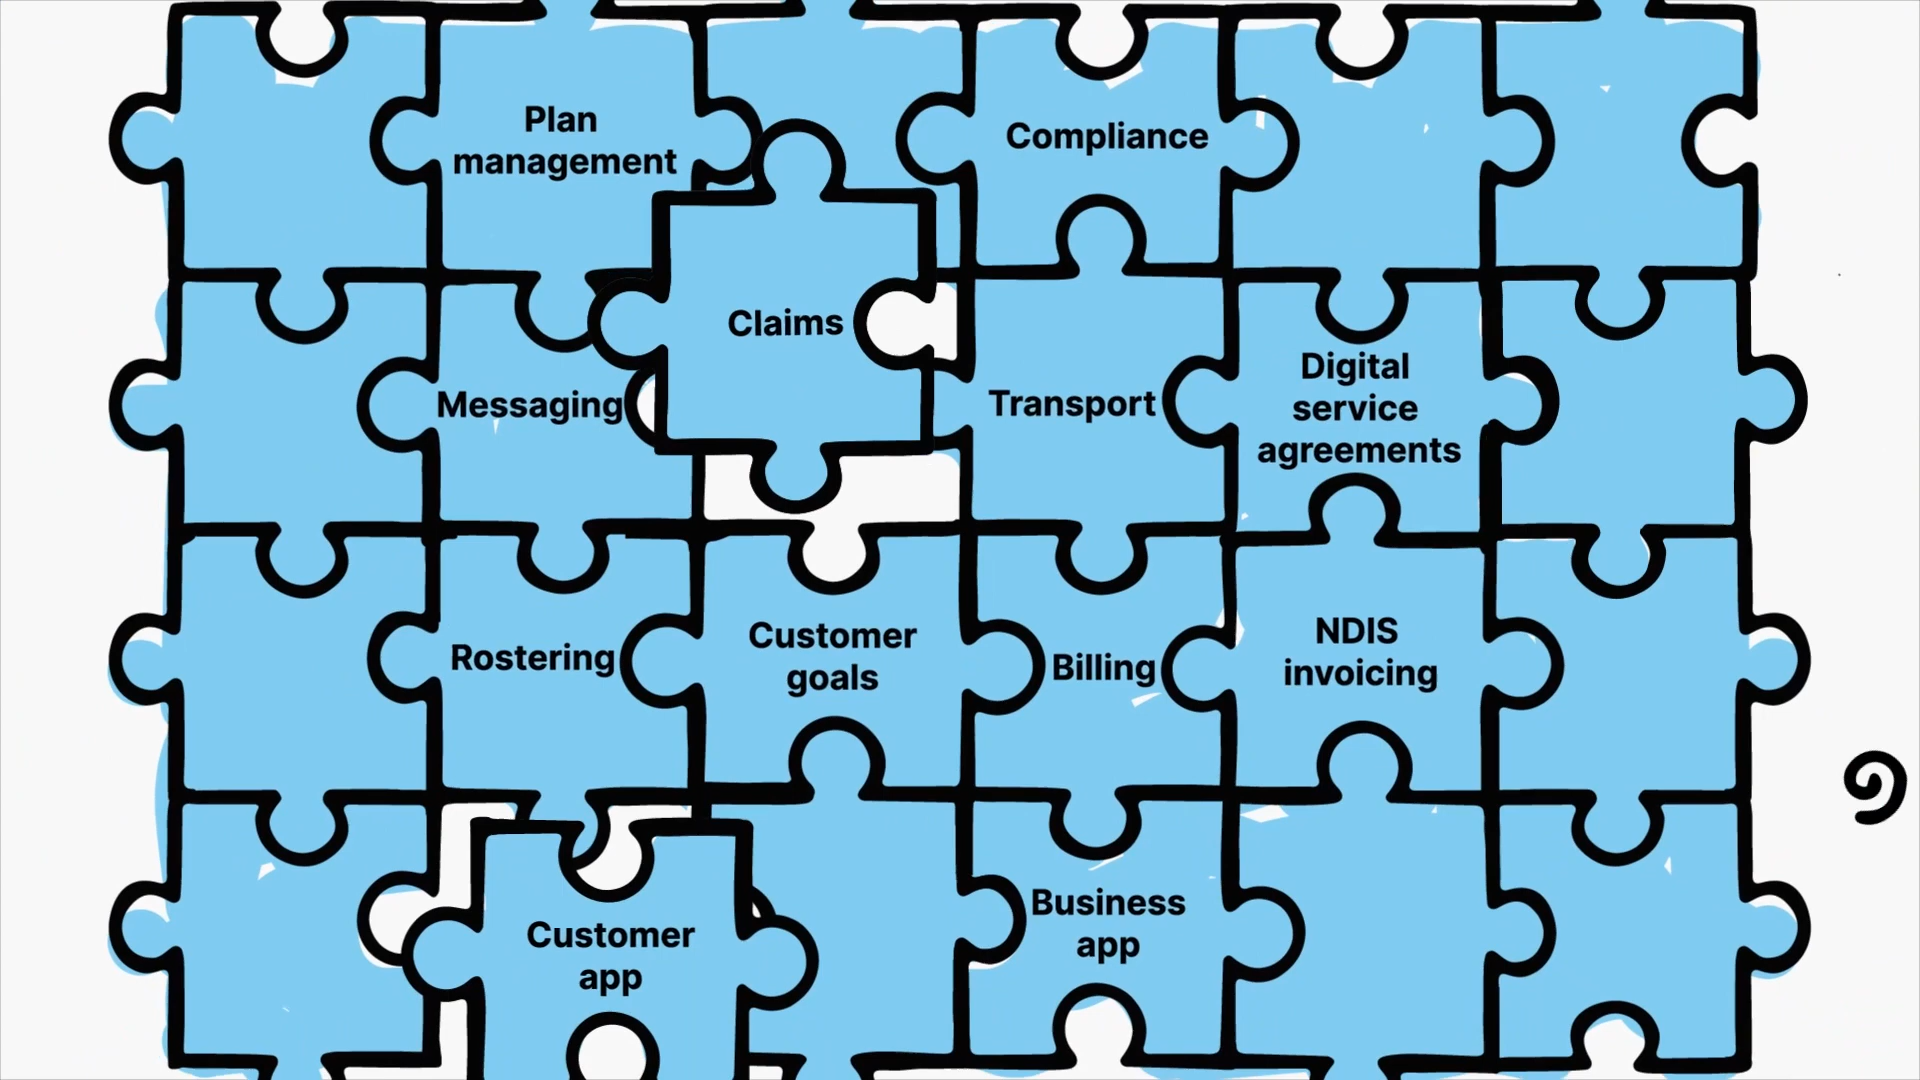 Plan
management
Compliance
Claims
Messaging
Transport
Digital
service
agreements
Rostering
Customer
goals
Billing
NDIS
invoicing
Customer
app
Business
app